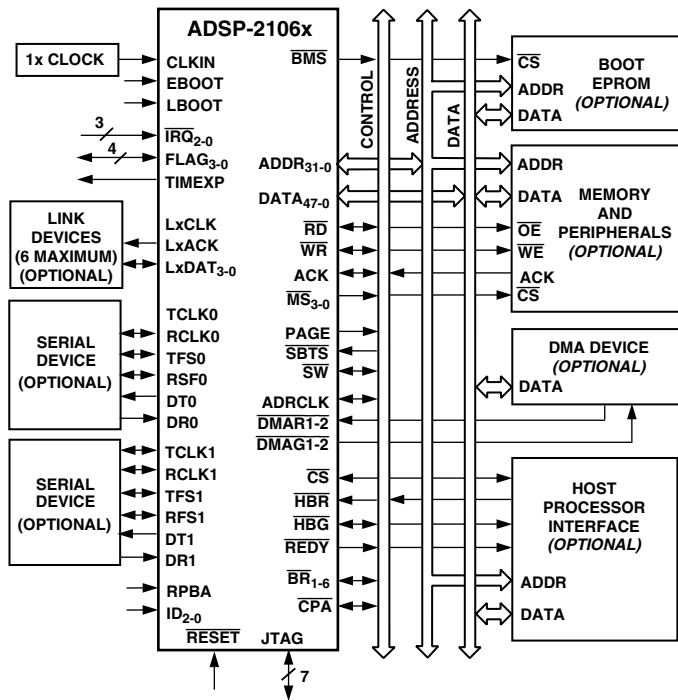 ADSP-2106x
1x CLOCK
CLKIN
EBOOT
LBOOT
3
IRQ2-0
4
FLAG3-0
TIMEXP
LINK
DEVICES
(6 MAXIMUM)
(OPTIONAL)
LxCLK
LxACK
LxDAT3-0
SERIAL
DEVICE
(OPTIONAL)
TCLK0
RCLK0
TFS0
RSF0
DT0
DR0
SERIAL
DEVICE
(OPTIONAL)
TCLK1
RCLK1
TFS1
RFS1
DT1
DR1
RPBA
ID2-0
RESET
JTAG
7
BMS
ADDR31-0
DATA47-0
RD
WR
ACK
MS3-0
PAGE
SBTS
SW
ADRCLK
DMAR1-2
DMAG1-2
CS
HBR
HBG
REDY
BR1-6
CPA
CONTROL
ADDRESS
DATA
CS
BOOT
EPROM
(OPTIONAL)
ADDR
DATA
ADDR
MEMORY
AND
PERIPHERALS
(OPTIONAL)
DATA
OE
WE
ACK
CS
DMA DEVICE
(OPTIONAL)
DATA
HOST
PROCESSOR
INTERFACE
(OPTIONAL)
ADDR
DATA